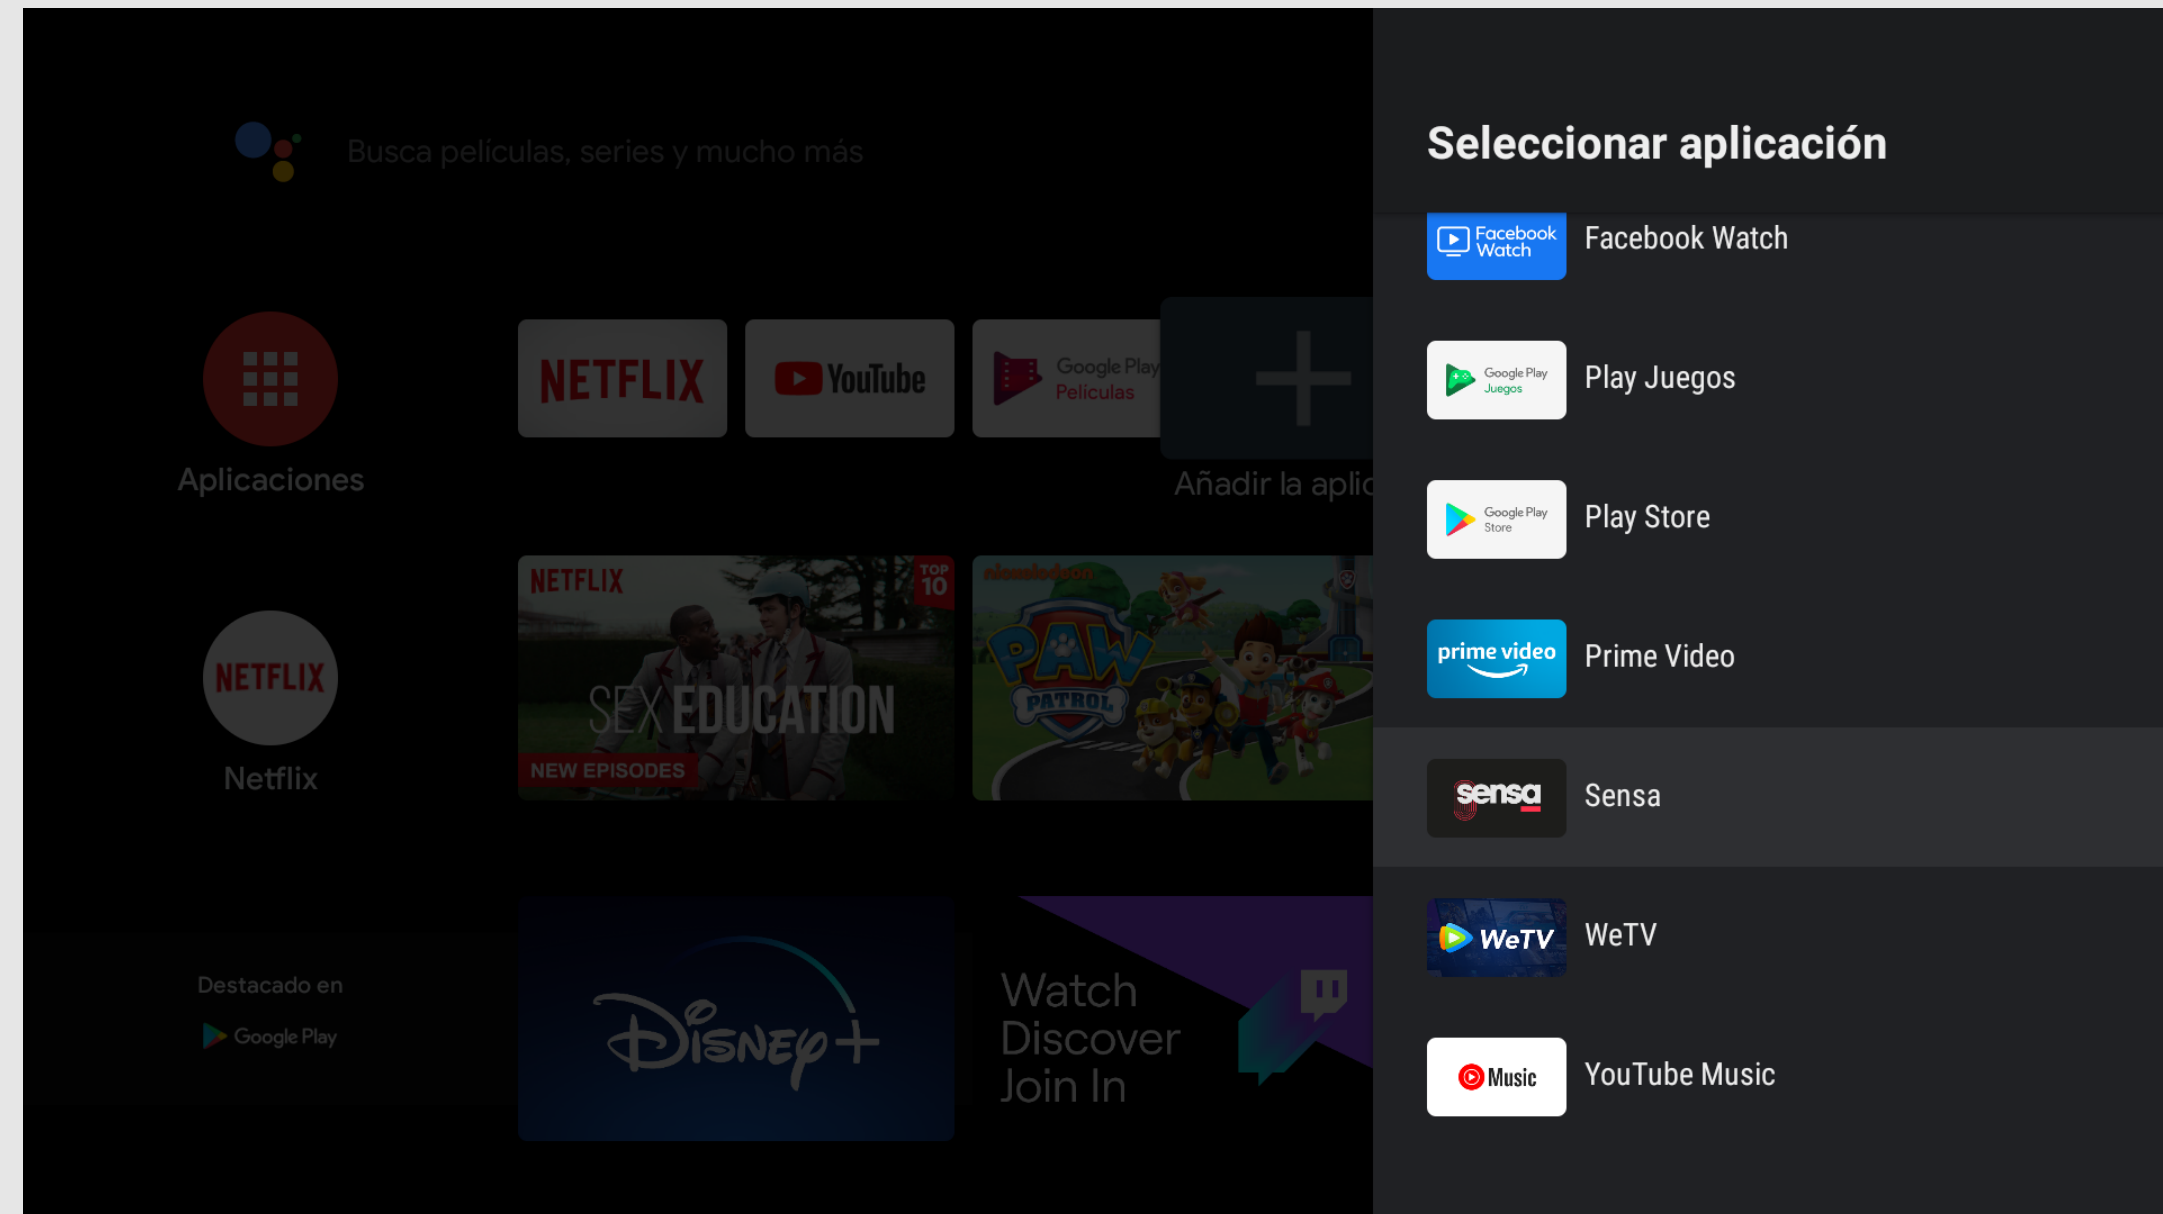 Busca películas, series y mucho más
Aplicaciones
NETFLIX
YouTube
Google Play
Películas
Añadir la aplic
NETFLIX
Netflix
NETFLIX
TOP
10
SEX EDUCATION
NEW EPISODES
nickelodeon
PAW
PATROL
Destacado en
Google Play
Disney+
Watch
Discover
Join In
Seleccionar aplicación
Facebook
Watch
Facebook Watch
Google Play
Juegos
Play Juegos
Google Play
Store
Play Store
prime video
Prime Video
sensa
Sensa
WeTV
WeTV
Music
YouTube Music